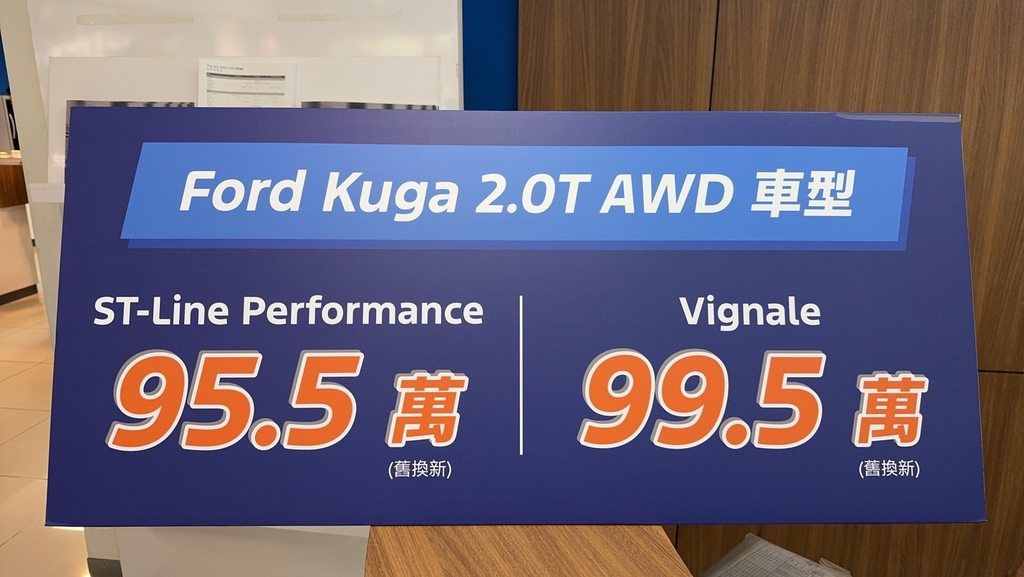 Ford Kuga 2.0T AWD 車型
ST-Line Performance
95.5 萬
(舊換新)
Vignale
99.5 萬
(舊換新)